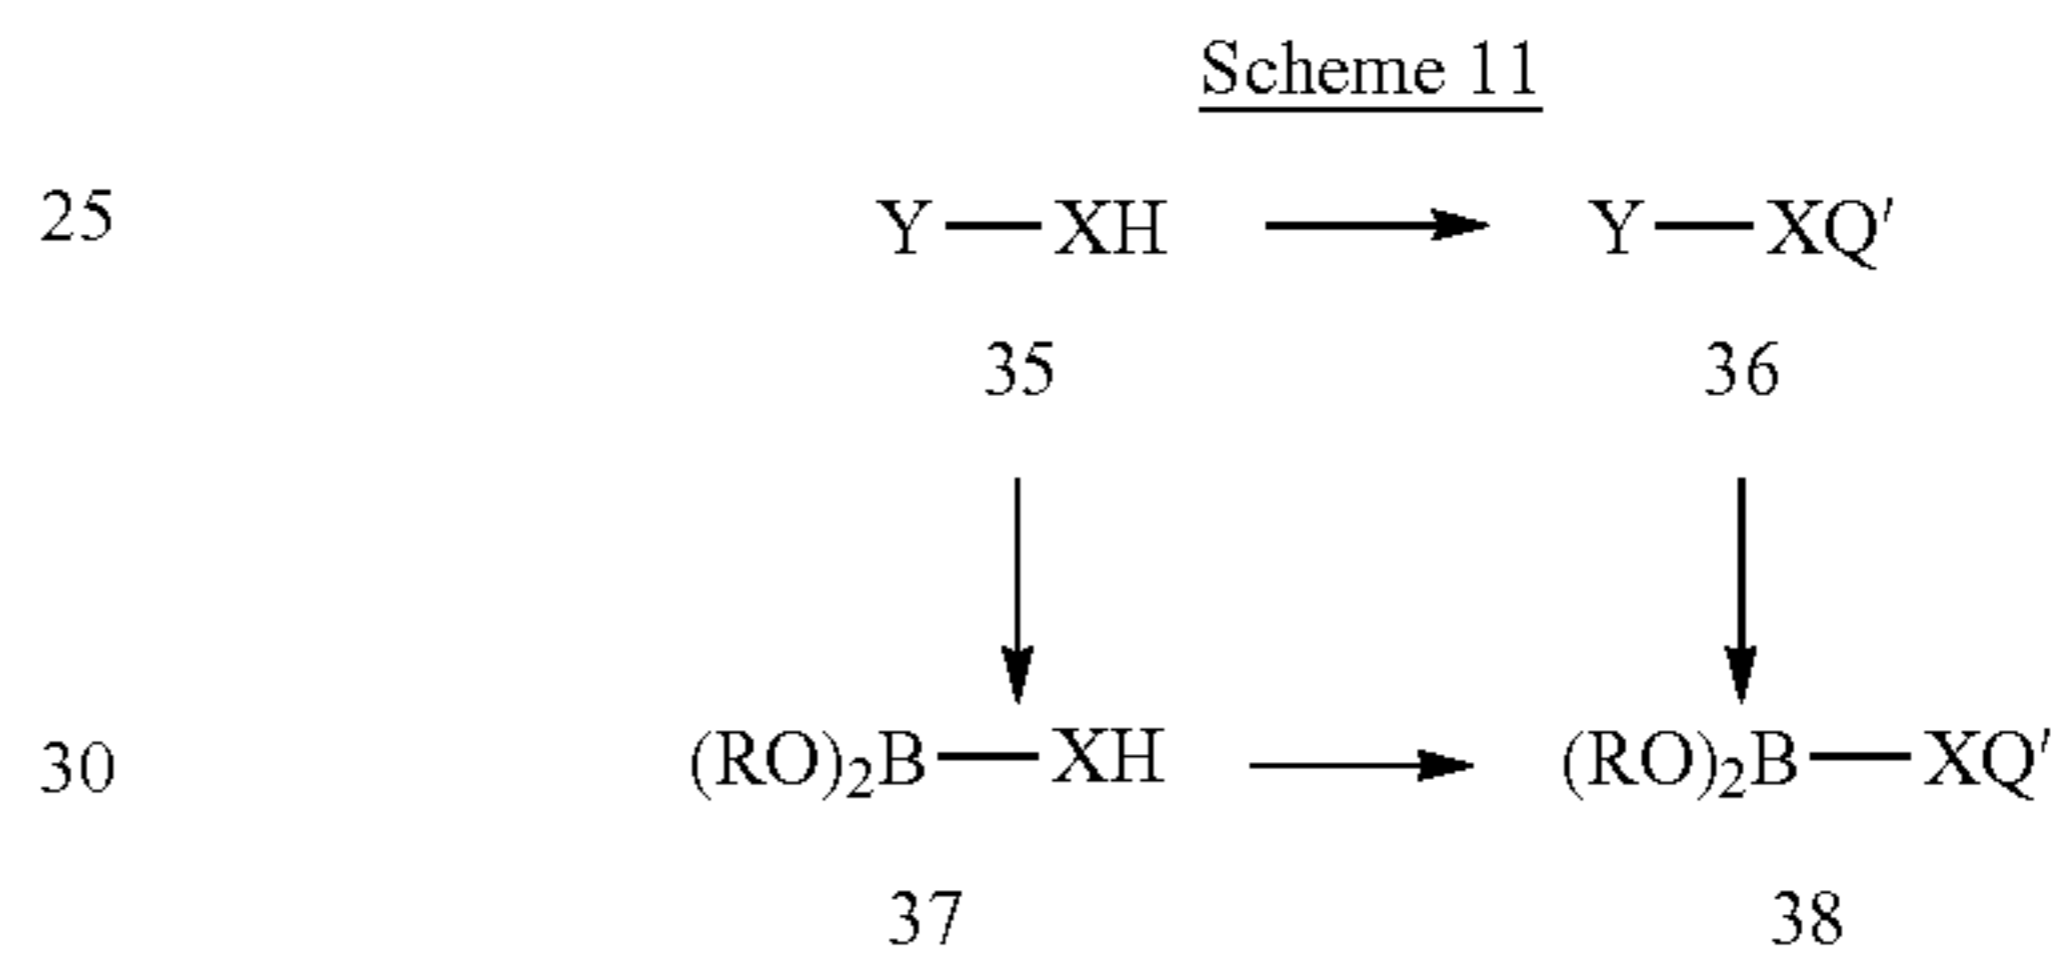 Scheme 11
25 Y—XH Y—XQ′
35 36
30 (RO)₂B—XH (RO)₂B—XQ′
37 38